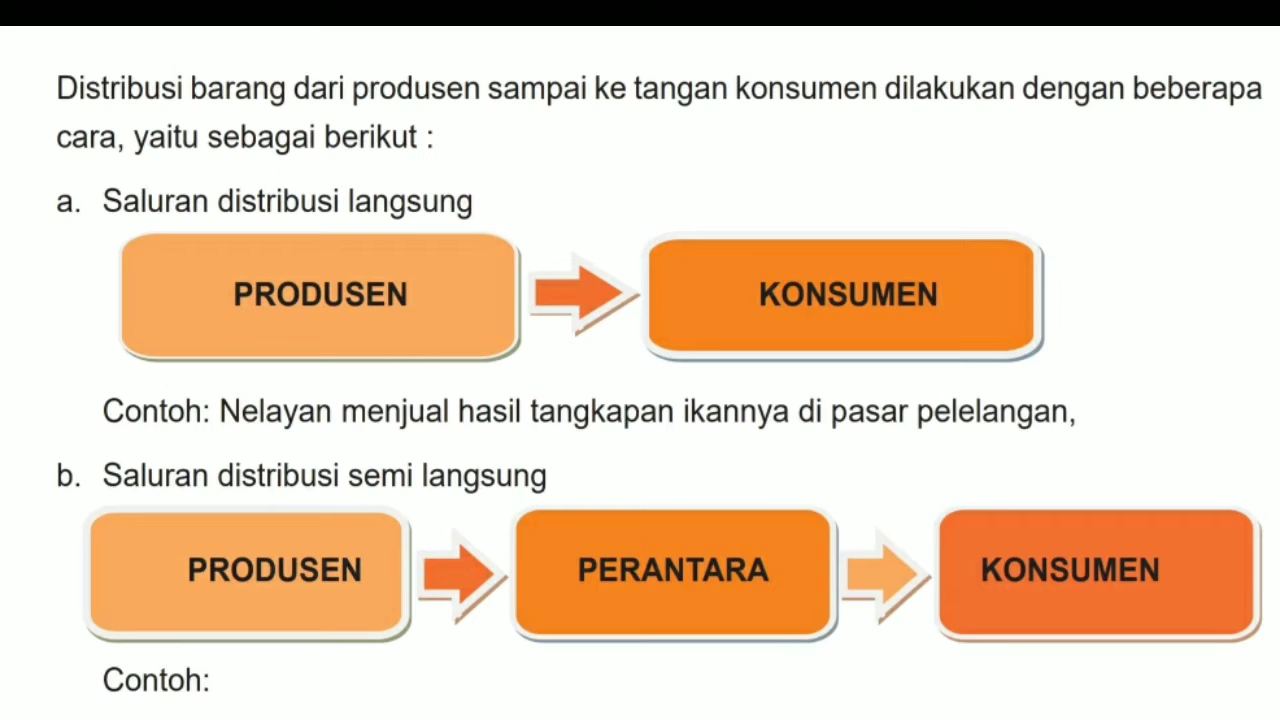 Distribusi barang dari produsen sampai ke tangan konsumen dilakukan dengan beberapa
cara, yaitu sebagai berikut :
a. Saluran distribusi langsung
PRODUSEN KONSUMEN
Contoh: Nelayan menjual hasil tangkapan ikannya di pasar pelelangan,
b. Saluran distribusi semi langsung
PRODUSEN PERANTARA KONSUMEN
Contoh: